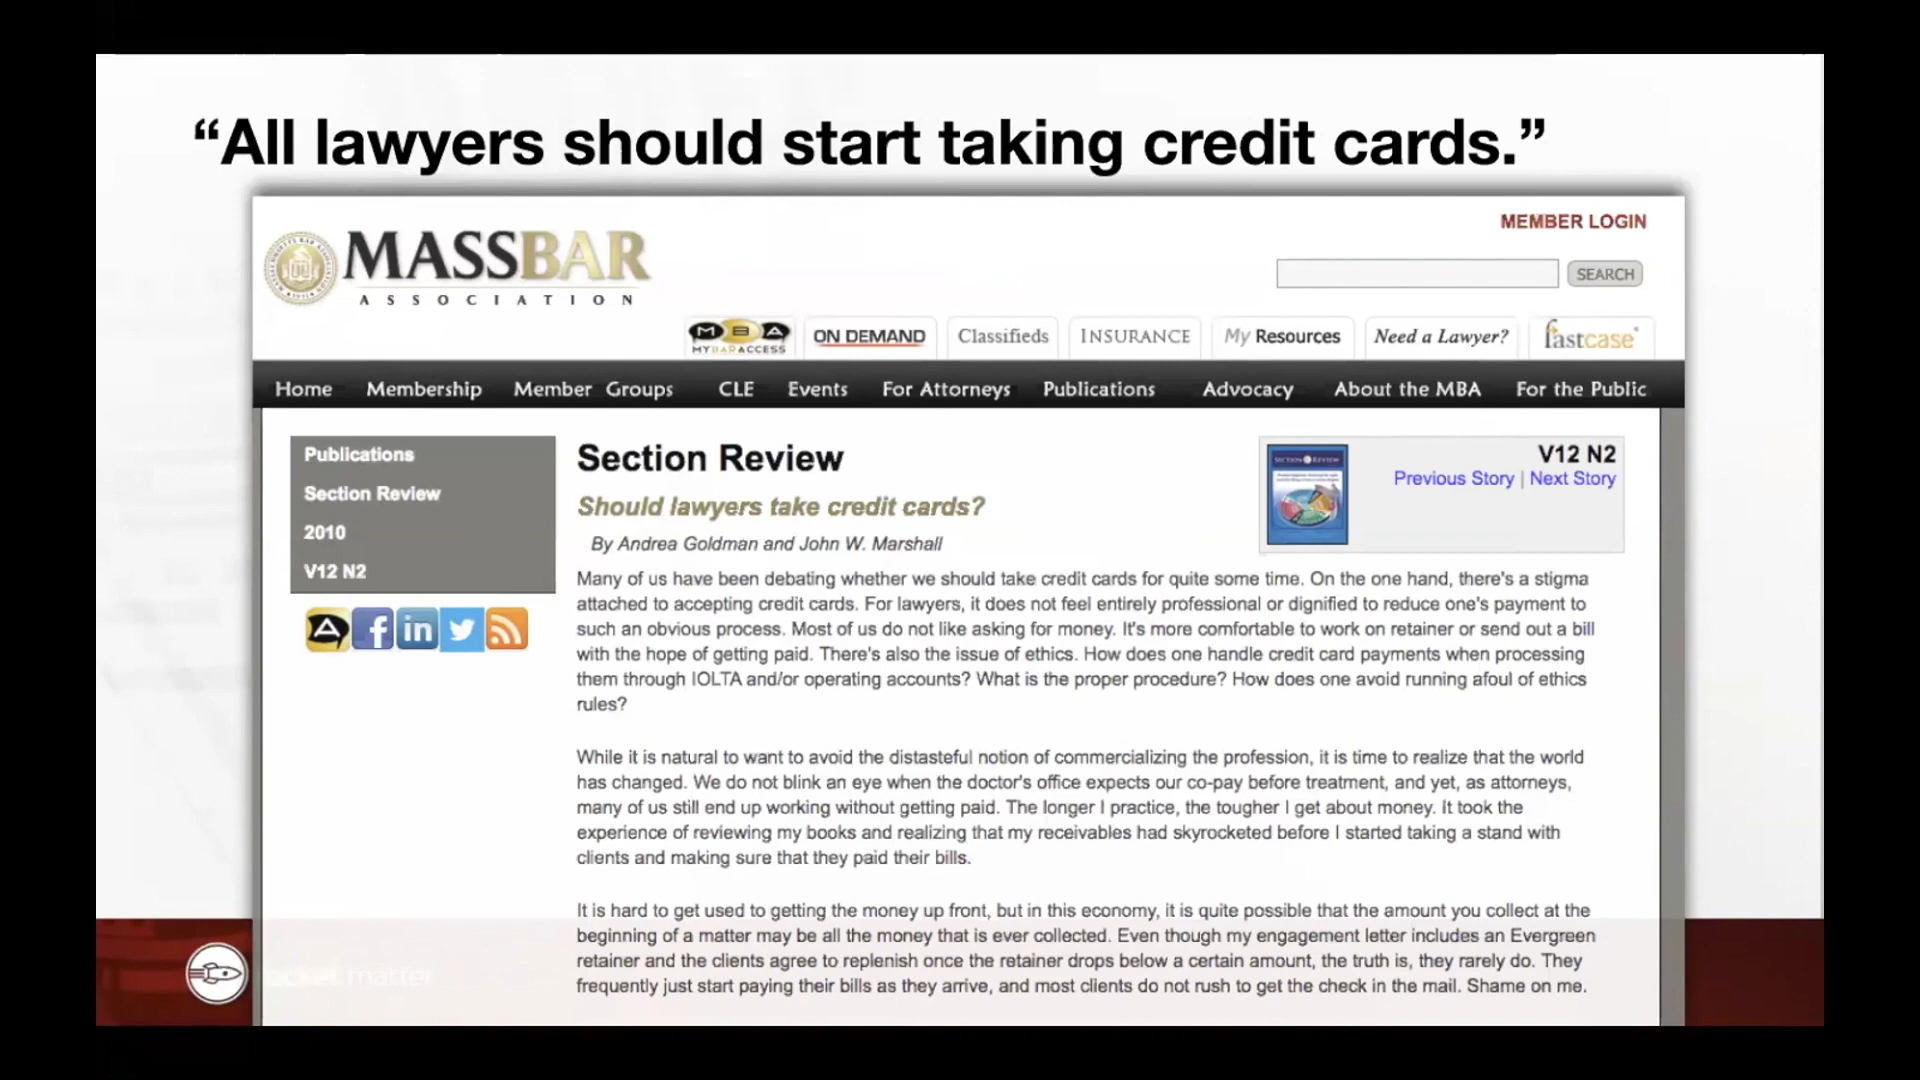 “All lawyers should start taking credit cards.”
MEMBER LOGIN
MASSBAR
ASSOCIATION
SEARCH
MBA
MYBARACCESS
ON DEMAND
Classifieds
INSURANCE
My Resources
Need a Lawyer?
fastcase
Home Membership Member Groups CLE Events For Attorneys Publications Advocacy About the MBA For the Public
Publications
Section Review
2010
V12 N2
Section Review
Should lawyers take credit cards?
By Andrea Goldman and John W. Marshall
SECTION REVIEW
V12 N2
Previous Story | Next Story
Many of us have been debating whether we should take credit cards for quite some time. On the one hand, there's a stigma
attached to accepting credit cards. For lawyers, it does not feel entirely professional or dignified to reduce one's payment to
such an obvious process. Most of us do not like asking for money. It's more comfortable to work on retainer or send out a bill
with the hope of getting paid. There's also the issue of ethics. How does one handle credit card payments when processing
them through IOLTA and/or operating accounts? What is the proper procedure? How does one avoid running afoul of ethics
rules?
While it is natural to want to avoid the distasteful notion of commercializing the profession, it is time to realize that the world
has changed. We do not blink an eye when the doctor's office expects our co-pay before treatment, and yet, as attorneys,
many of us still end up working without getting paid. The longer I practice, the tougher I get about money. It took the
experience of reviewing my books and realizing that my receivables had skyrocketed before I started taking a stand with
clients and making sure that they paid their bills.
It is hard to get used to getting the money up front, but in this economy, it is quite possible that the amount you collect at the
beginning of a matter may be all the money that is ever collected. Even though my engagement letter includes an Evergreen
retainer and the clients agree to replenish once the retainer drops below a certain amount, the truth is, they rarely do. They
frequently just start paying their bills as they arrive, and most clients do not rush to get the check in the mail. Shame on me.
rocket matter